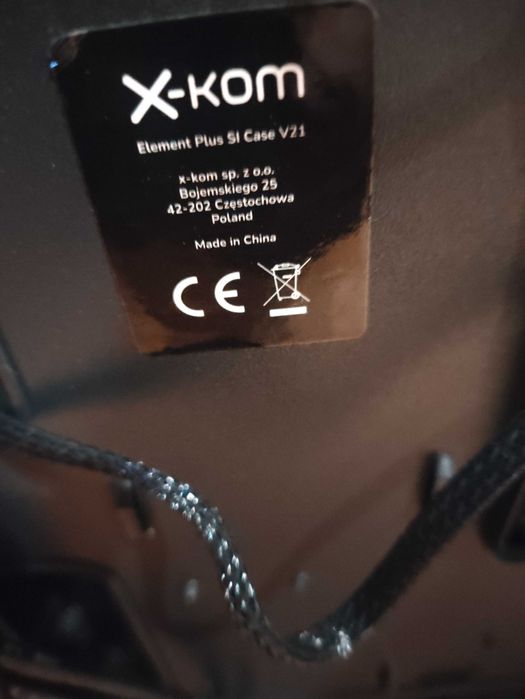 x-kom
Element Plus SI Case V21
x-kom sp. z o.o.
Bojemskiego 25
42-202 Częstochowa
Poland
Made in China
CE